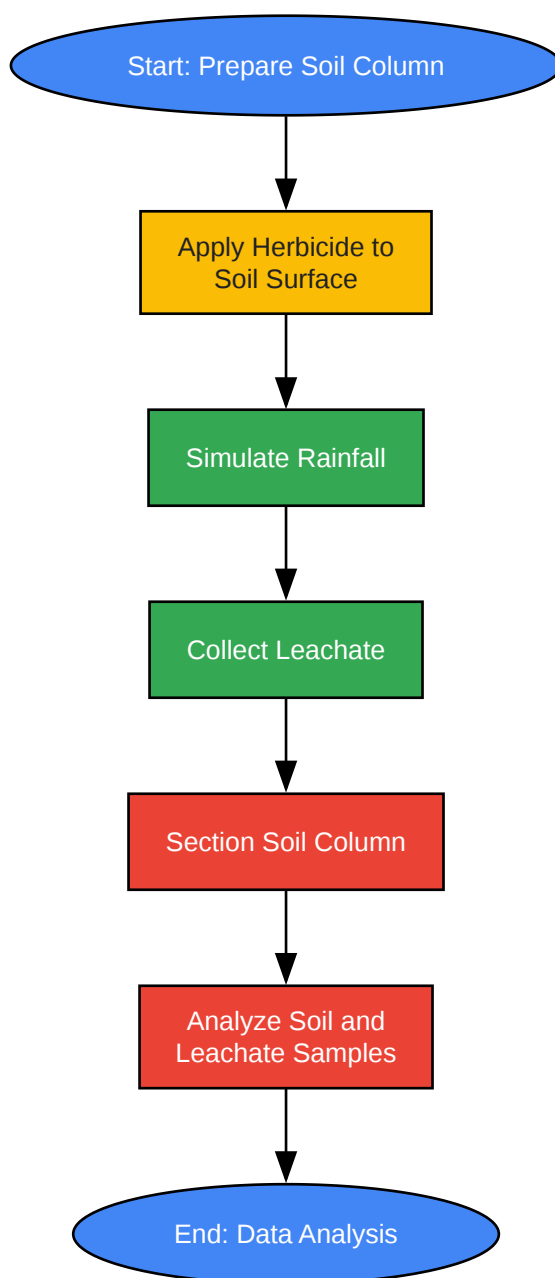 Start: Prepare Soil Column
Apply Herbicide to
Soil Surface
Simulate Rainfall
Collect Leachate
Section Soil Column
Analyze Soil and
Leachate Samples
End: Data Analysis